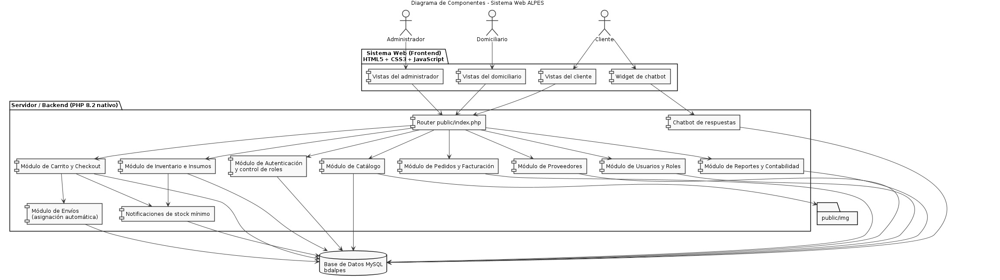 Diagrama de Componentes - Sistema Web ALPES
Administrador
Domiciliario
Cliente
Sistema Web (Frontend)
HTML5 + CSS3 + JavaScript
Vistas del administrador
Vistas del domiciliario
Vistas del cliente
Widget de chatbot
Servidor / Backend (PHP 8.2 nativo)
Router public/index.php
Chatbot de respuestas
Módulo de Carrito y Checkout
Módulo de Inventario e Insumos
Módulo de Autenticación
y control de roles
Módulo de Catálogo
Módulo de Pedidos y Facturación
Módulo de Proveedores
Módulo de Usuarios y Roles
Módulo de Reportes y Contabilidad
Módulo de Envíos
(asignación automática)
Notificaciones de stock mínimo
public/img
Base de Datos MySQL
bdalpes